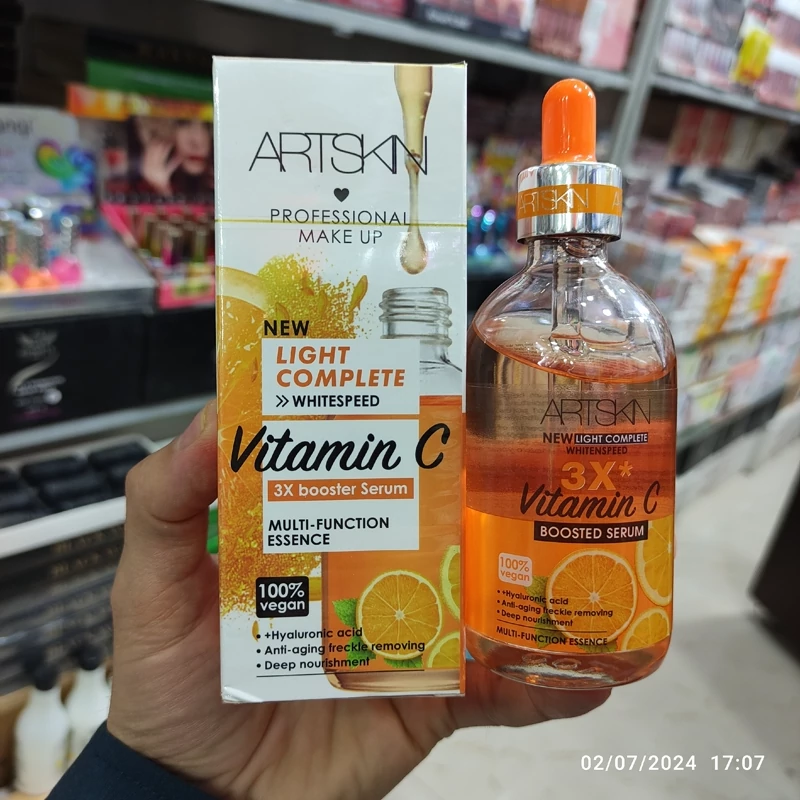 ARTSKIN
PROFESSIONAL
MAKE UP
NEW
LIGHT
COMPLETE
>> WHITESPEED
Vitamin C
3X booster Serum
MULTI-FUNCTION
ESSENCE
100%
vegan
• +Hyaluronic acid
• Anti-aging freckle removing
• Deep nourishment
ARTSKIN
ARTSKIN
NEW LIGHT COMPLETE
WHITENSPEED
3X*
Vitamin C
BOOSTED SERUM
100%
vegan
• +Hyaluronic acid
• Anti-aging freckle removing
• Deep nourishment
MULTI-FUNCTION ESSENCE
02/07/2024 17:07